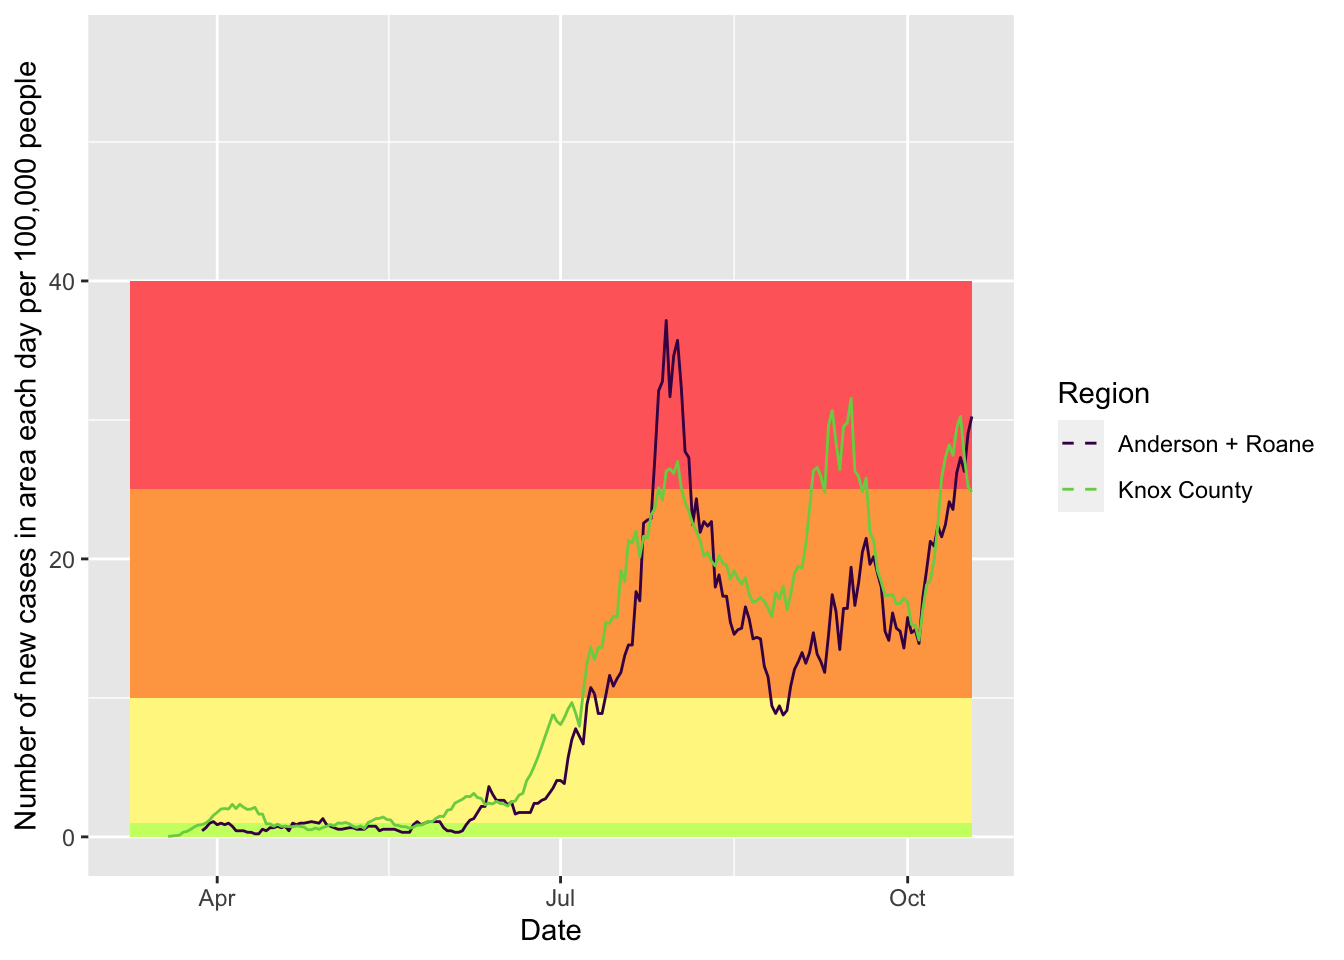 Number of new cases in area each day per 100,000 people
40
20
0
Apr
Jul
Oct
Date
Region
Anderson + Roane
Knox County